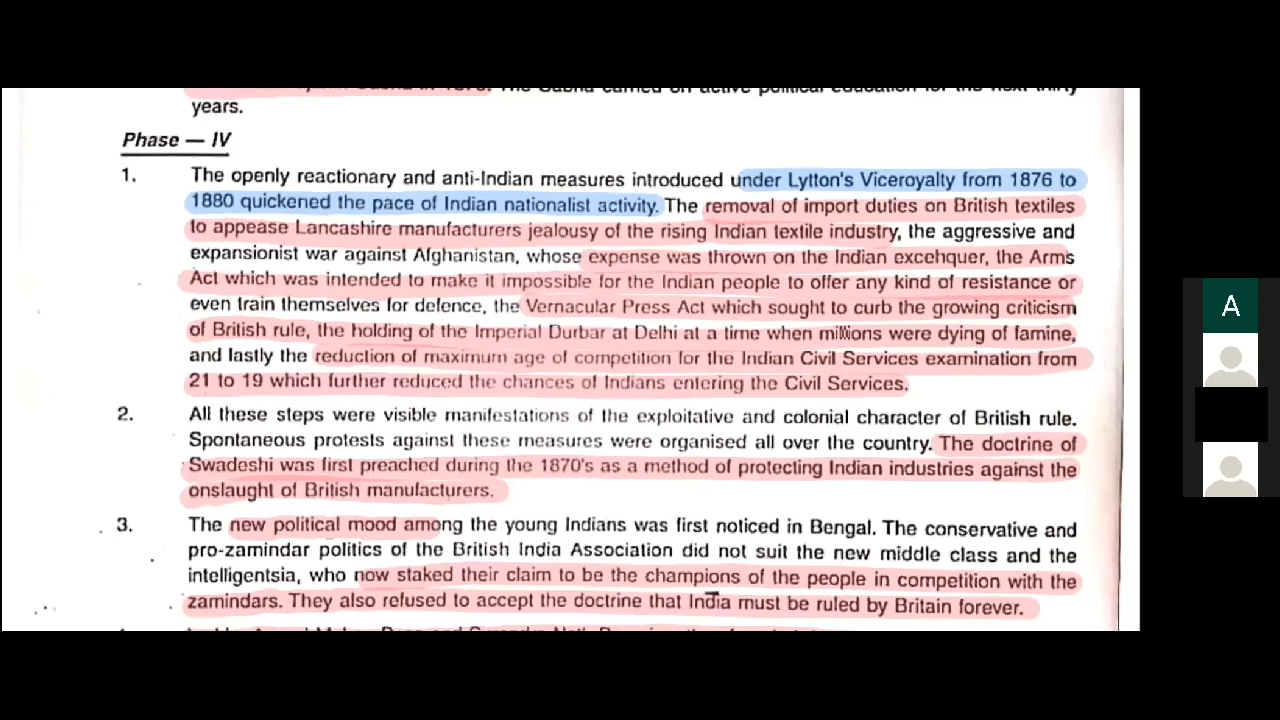 years.
Phase — IV
1. The openly reactionary and anti-Indian measures introduced under Lytton's Viceroyalty from 1876 to
1880 quickened the pace of Indian nationalist activity. The removal of import duties on British textiles
to appease Lancashire manufacturers jealousy of the rising Indian textile industry, the aggressive and
expansionist war against Afghanistan, whose expense was thrown on the Indian excehquer, the Arms
Act which was intended to make it impossible for the Indian people to offer any kind of resistance or
even train themselves for defence, the Vernacular Press Act which sought to curb the growing criticism
of British rule, the holding of the Imperial Durbar at Delhi at a time when millions were dying of famine,
and lastly the reduction of maximum age of competition for the Indian Civil Services examination from
21 to 19 which further reduced the chances of Indians entering the Civil Services.
2. All these steps were visible manifestations of the exploitative and colonial character of British rule.
Spontaneous protests against these measures were organised all over the country. The doctrine of
Swadeshi was first preached during the 1870's as a method of protecting Indian industries against the
onslaught of British manufacturers.
3. The new political mood among the young Indians was first noticed in Bengal. The conservative and
pro-zamindar politics of the British India Association did not suit the new middle class and the
intelligentsia, who now staked their claim to be the champions of the people in competition with the
zamindars. They also refused to accept the doctrine that India must be ruled by Britain forever.
A